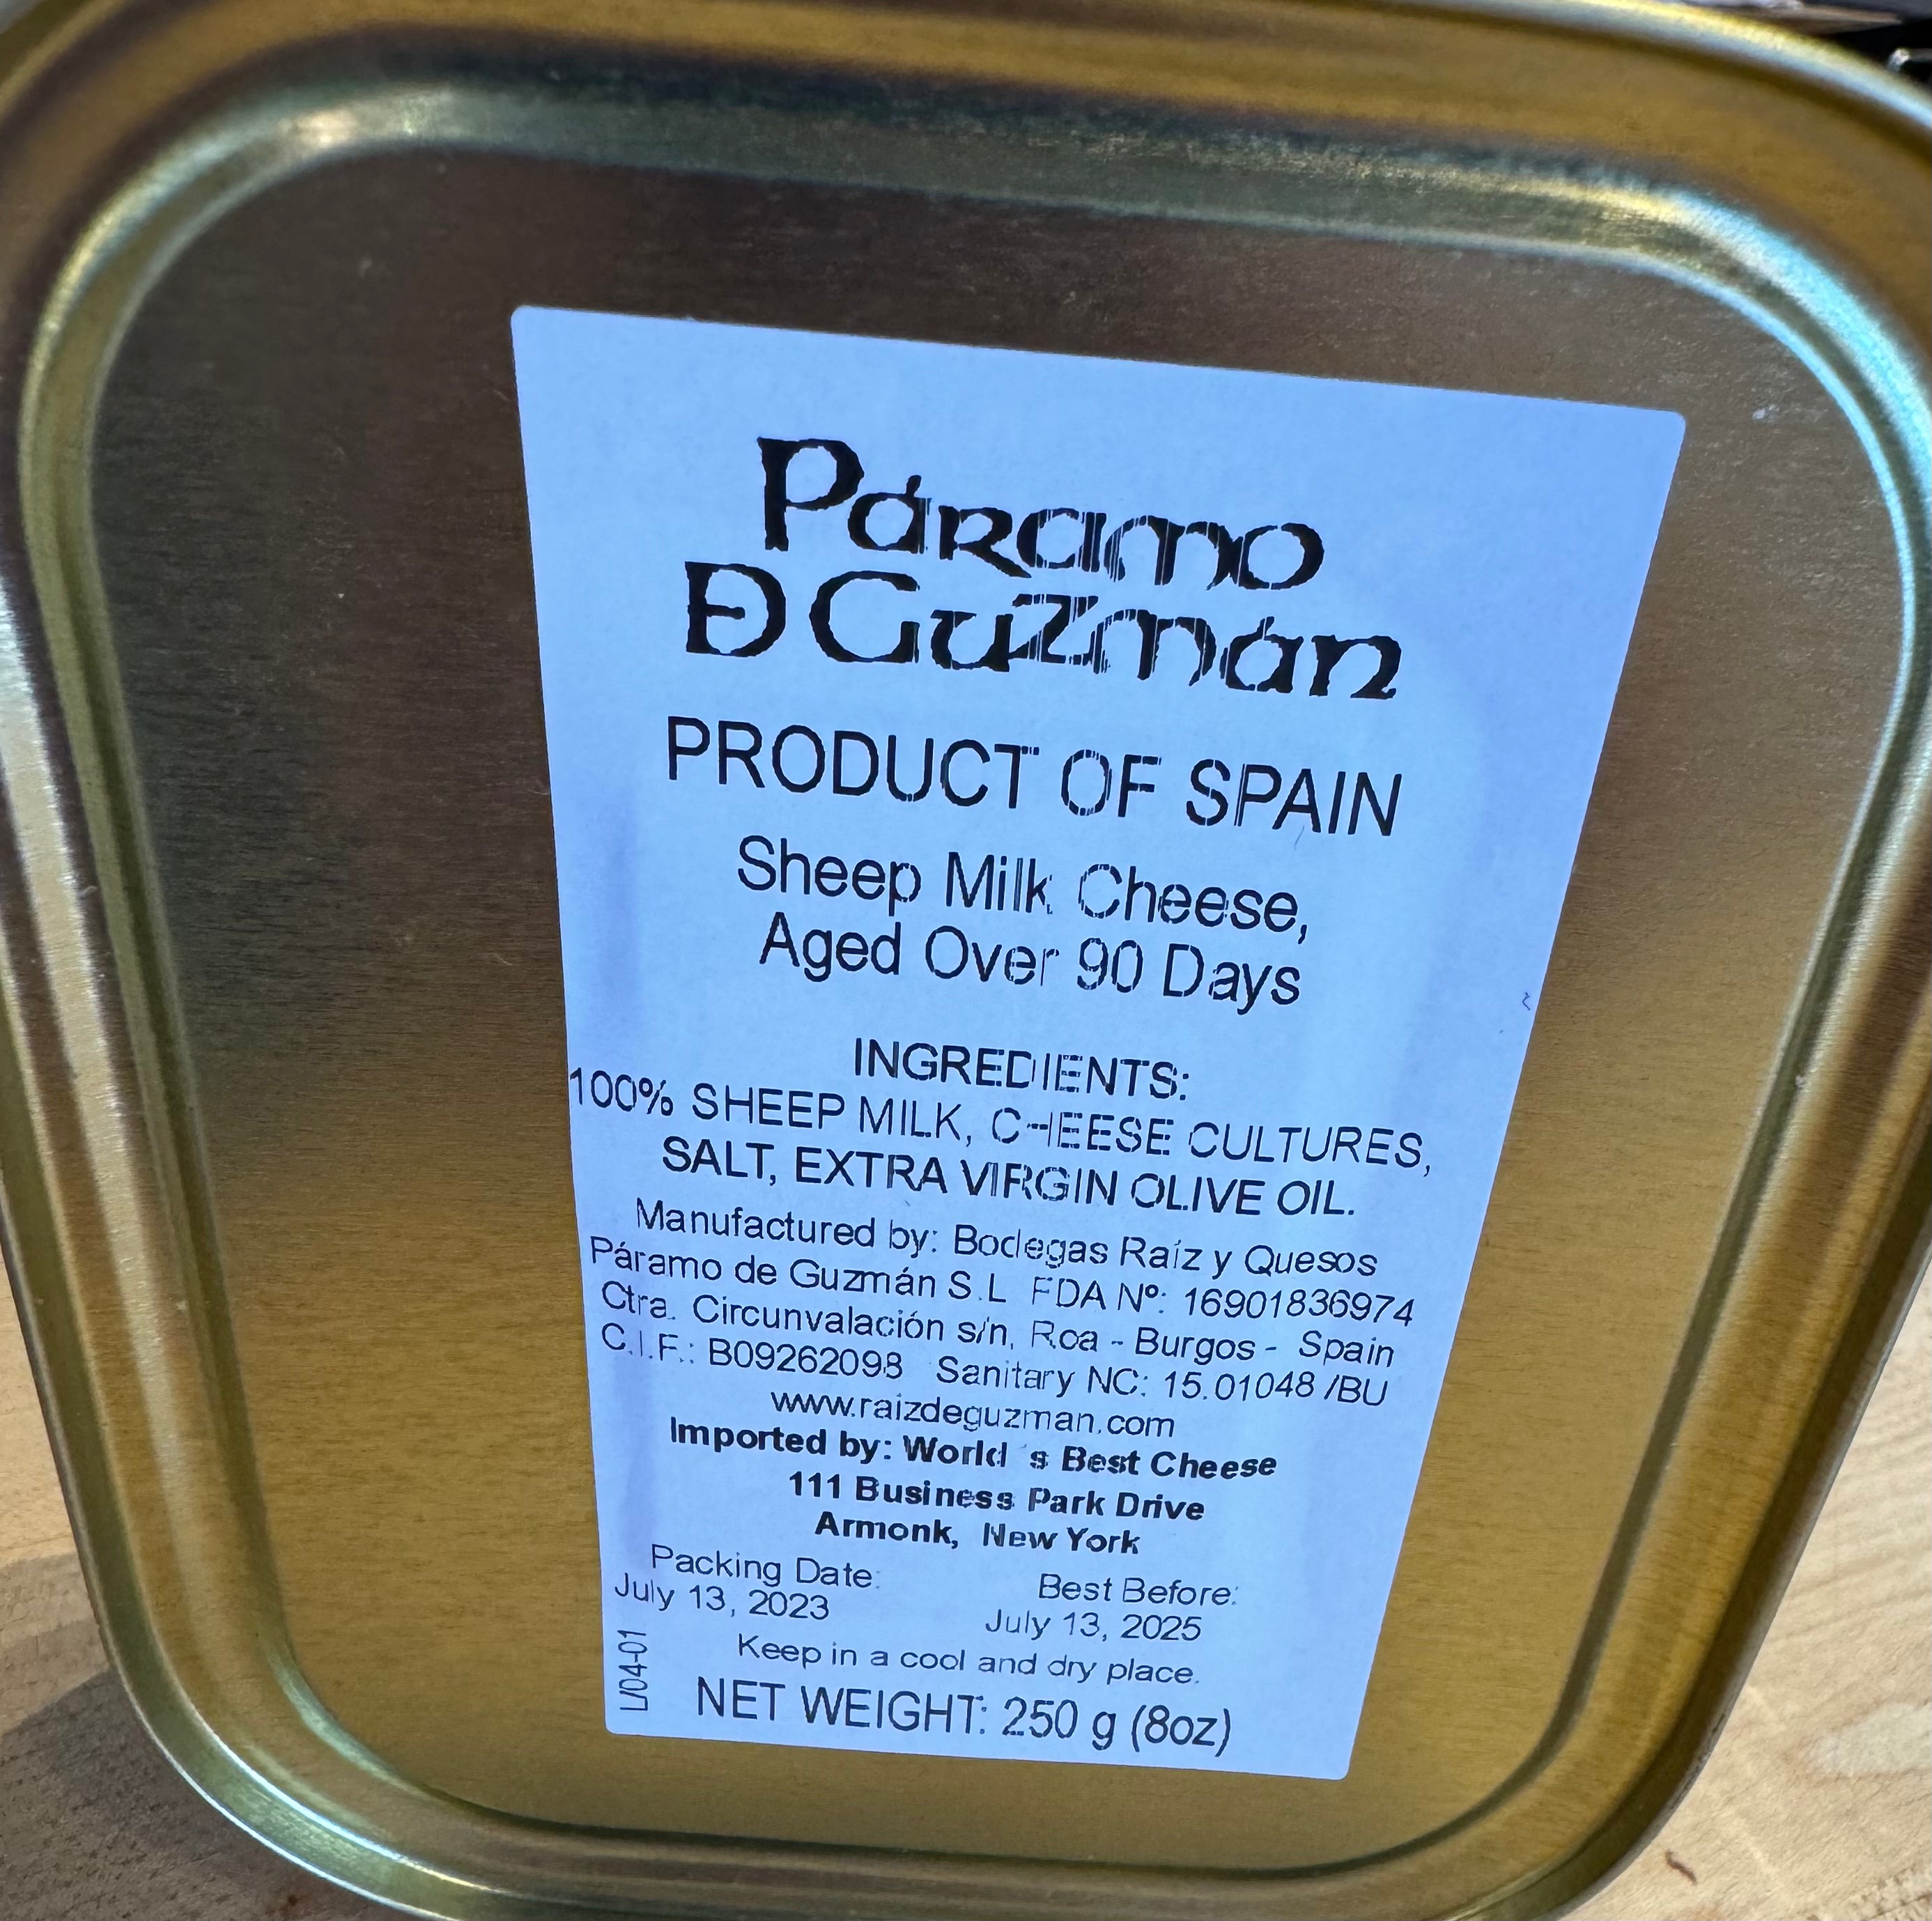 Páramo
D Guzmán
PRODUCT OF SPAIN
Sheep Milk Cheese,
Aged Over 90 Days
INGREDIENTS:
100% SHEEP MILK, CHEESE CULTURES,
SALT, EXTRA VIRGIN OLIVE OIL.
Manufactured by: Bodegas Raíz y Quesos
Páramo de Guzmán S.L FDA Nº: 16901836974
Ctra. Circunvalación s/n, Roa - Burgos - Spain
C.I.F.: B09262098 Sanitary NC: 15.01048 /BU
www.raizdeguzman.com
Imported by: World ´s Best Cheese
111 Business Park Drive
Armonk, New York
Packing Date: Best Before:
July 13, 2023 July 13, 2025
Keep in a cool and dry place.
L/04-01
NET WEIGHT: 250 g (8oz)